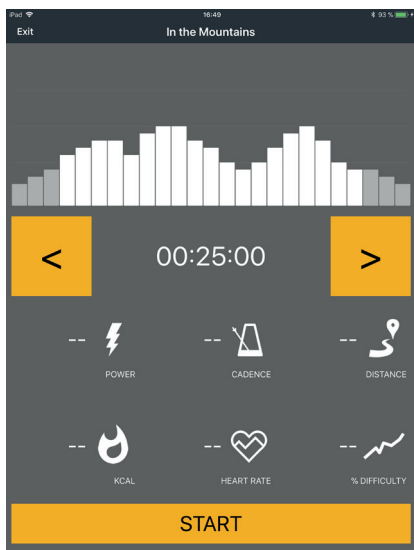 iPad 16:49 93 %
Exit In the Mountains
< 00:25:00 >
-- -- --
POWER CADENCE DISTANCE
-- -- --
KCAL HEART RATE % DIFFICULTY
START